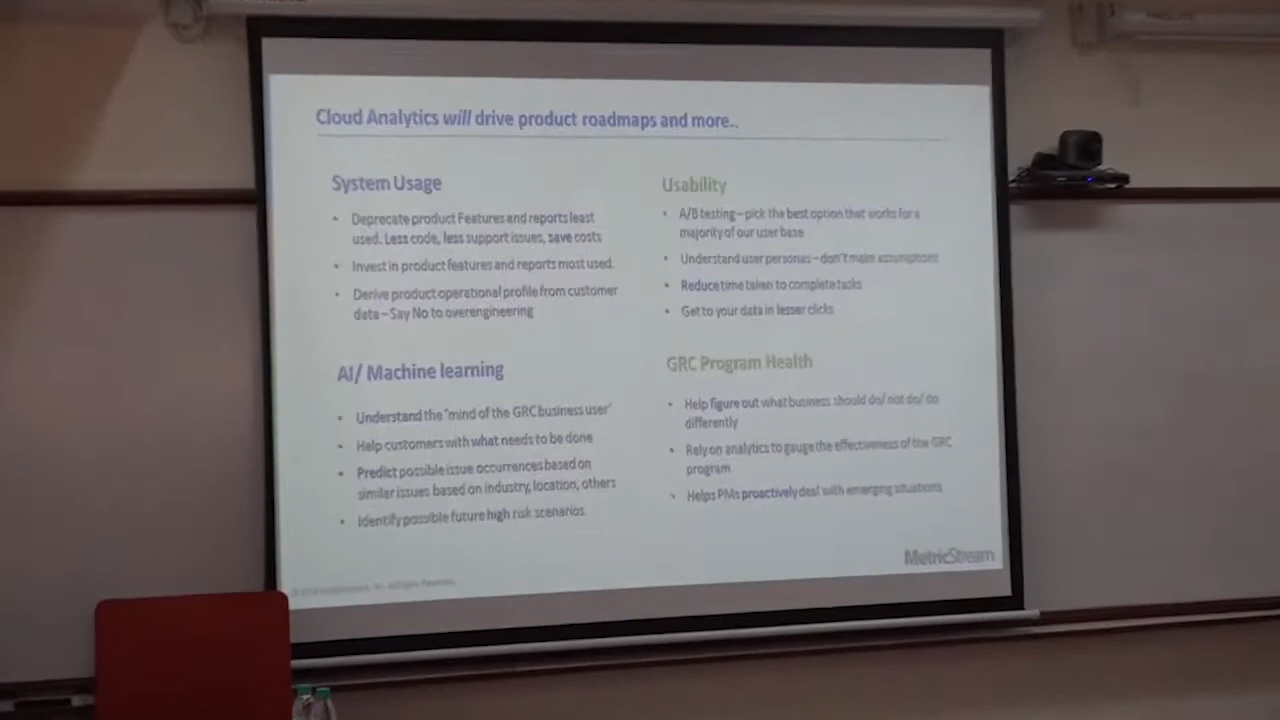 Cloud Analytics will drive product roadmaps and more..
System Usage
• Deprecate product Features and reports least
used. Less code, less support issues, save costs
• Invest in product features and reports most used.
• Derive product operational profile from customer
data – Say No to overengineering
Usability
• A/B testing – pick the best option that works for a
majority of our user base
• Understand user personas – don't make assumptions
• Reduce time taken to complete tasks
• Get to your data in lesser clicks
AI/ Machine learning
• Understand the "mind of the GRC business user"
• Help customers with what needs to be done
• Predict possible issue occurrences based on
similar issues based on industry, location, others
• Identify possible future high risk scenarios.
GRC Program Health
• Help figure out what business should do/ not do/ do
differently
• Rely on analytics to gauge the effectiveness of the GRC
program
• Helps PMs proactively deal with emerging situations
MetricStream
All Rights Reserved.